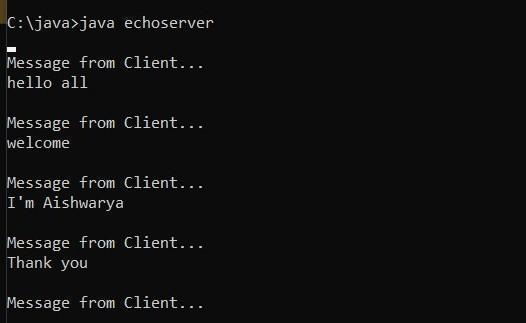 C:\java>java echoserver
Message from Client...
hello all
Message from Client...
welcome
Message from Client...
I'm Aishwarya
Message from Client...
Thank you
Message from Client...